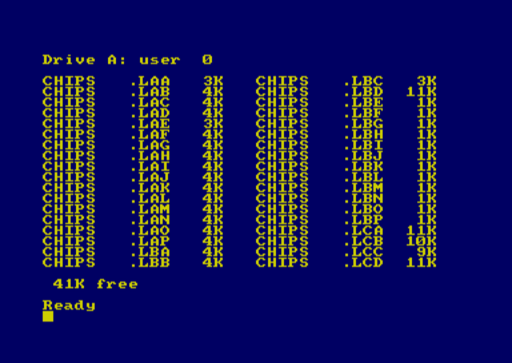 Drive A: user  0
CHIPS   .LAA   3K   CHIPS   .LBC   3K
CHIPS   .LAB   4K   CHIPS   .LBD  11K
CHIPS   .LAC   4K   CHIPS   .LBE   1K
CHIPS   .LAD   4K   CHIPS   .LBF   1K
CHIPS   .LAE   3K   CHIPS   .LBG   1K
CHIPS   .LAF   4K   CHIPS   .LBH   1K
CHIPS   .LAG   4K   CHIPS   .LBI   1K
CHIPS   .LAH   4K   CHIPS   .LBJ   1K
CHIPS   .LAI   4K   CHIPS   .LBK   1K
CHIPS   .LAJ   4K   CHIPS   .LBL   1K
CHIPS   .LAK   4K   CHIPS   .LBM   1K
CHIPS   .LAL   4K   CHIPS   .LBN   1K
CHIPS   .LAM   4K   CHIPS   .LBO   1K
CHIPS   .LAN   4K   CHIPS   .LBP   1K
CHIPS   .LAO   4K   CHIPS   .LCA  11K
CHIPS   .LAP   4K   CHIPS   .LCB  10K
CHIPS   .LBA   4K   CHIPS   .LCC   9K
CHIPS   .LBB   4K   CHIPS   .LCD  11K
41K free
Ready